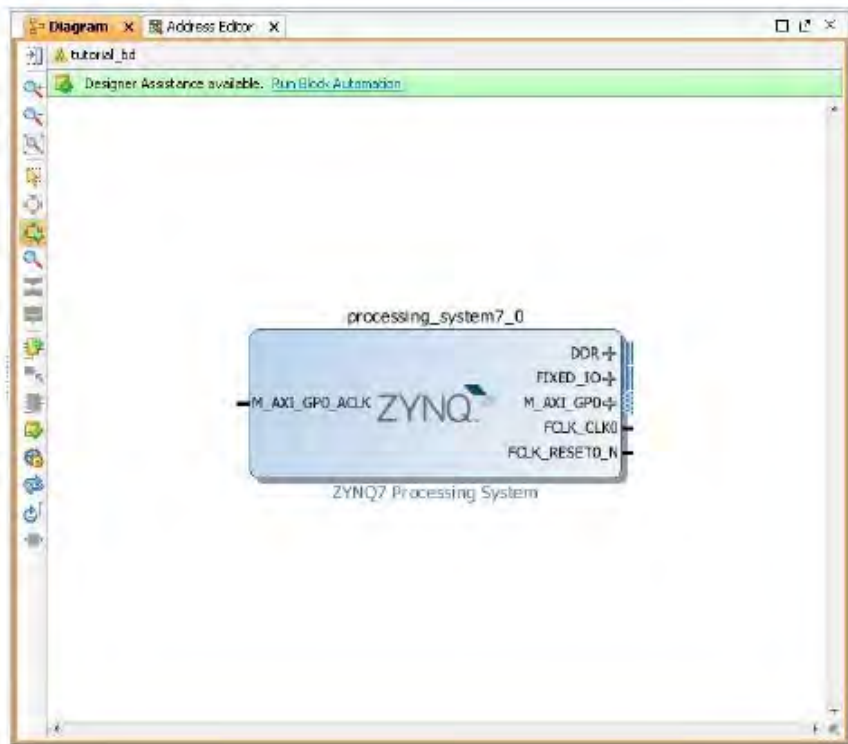 Diagram X Address Editor X
tutorial_bd
Designer Assistance available. Run Block Automation
processing_system7_0
DDR
FIXED_IO
M_AXI_GP0_ACLK ZYNQ M_AXI_GP0
FCLK_CLK0
FCLK_RESET0_N
ZYNQ7 Processing System